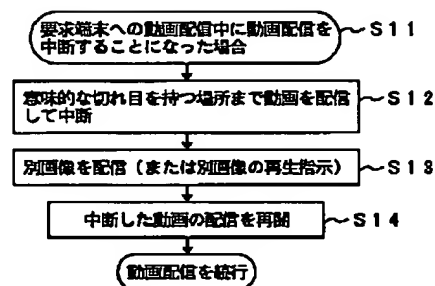 要求端末への動画配信中に動画配信を
中断することになった場合
S11
意味的な切れ目を持つ場所まで動画を配信
して中断
S12
別画像を配信（または別画像の再生指示）
S13
中断した動画の配信を再開
S14
動画配信を続行